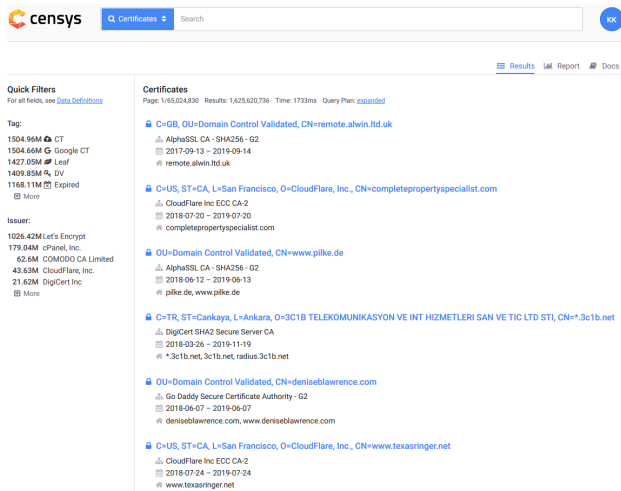 censys
Certificates
Search
KK
Results
Report
Docs
Quick Filters
For all fields, see Data Definitions
Tag:
1504.96M CT
1504.66M Google CT
1427.05M Leaf
1409.85M DV
1168.11M Expired
More
Issuer:
1026.42M Let's Encrypt
179.04M cPanel, Inc.
62.6M COMODO CA Limited
43.63M CloudFlare, Inc.
21.62M DigiCert Inc
More
Certificates
Page: 1/65,024,830 Results: 1,625,620,736 Time: 1733ms Query Plan: expanded
C=GB, OU=Domain Control Validated, CN=remote.alwin.ltd.uk
AlphaSSL CA - SHA256 - G2
2017-09-13 – 2019-09-14
remote.alwin.ltd.uk
C=US, ST=CA, L=San Francisco, O=CloudFlare, Inc., CN=completepropertyspecialist.com
CloudFlare Inc ECC CA-2
2018-07-20 – 2019-07-20
completepropertyspecialist.com
OU=Domain Control Validated, CN=www.pilke.de
AlphaSSL CA - SHA256 - G2
2018-06-12 – 2019-06-13
pilke.de, www.pilke.de
C=TR, ST=Cankaya, L=Ankara, O=3C1B TELEKOMUNIKASYON VE INT HIZMETLERI SAN VE TIC LTD STI, CN=*.3c1b.net
DigiCert SHA2 Secure Server CA
2018-03-26 – 2019-11-19
*.3c1b.net, 3c1b.net, radius.3c1b.net
OU=Domain Control Validated, CN=deniseblawrence.com
Go Daddy Secure Certificate Authority - G2
2018-06-07 – 2019-06-07
deniseblawrence.com, www.deniseblawrence.com
C=US, ST=CA, L=San Francisco, O=CloudFlare, Inc., CN=www.texasringer.net
CloudFlare Inc ECC CA-2
2018-07-24 – 2019-07-24
www.texasringer.net